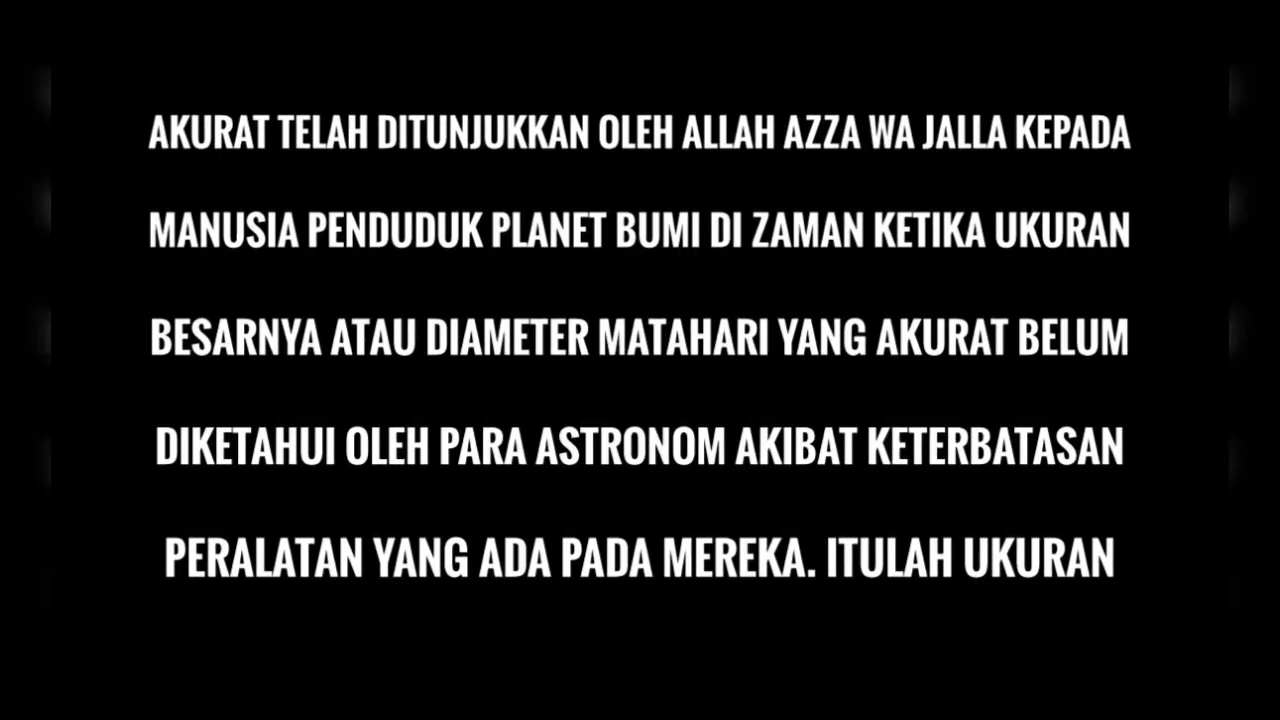 AKURAT TELAH DITUNJUKKAN OLEH ALLAH AZZA WA JALLA KEPADA
MANUSIA PENDUDUK PLANET BUMI DI ZAMAN KETIKA UKURAN
BESARNYA ATAU DIAMETER MATAHARI YANG AKURAT BELUM
DIKETAHUI OLEH PARA ASTRONOM AKIBAT KETERBATASAN
PERALATAN YANG ADA PADA MEREKA. ITULAH UKURAN